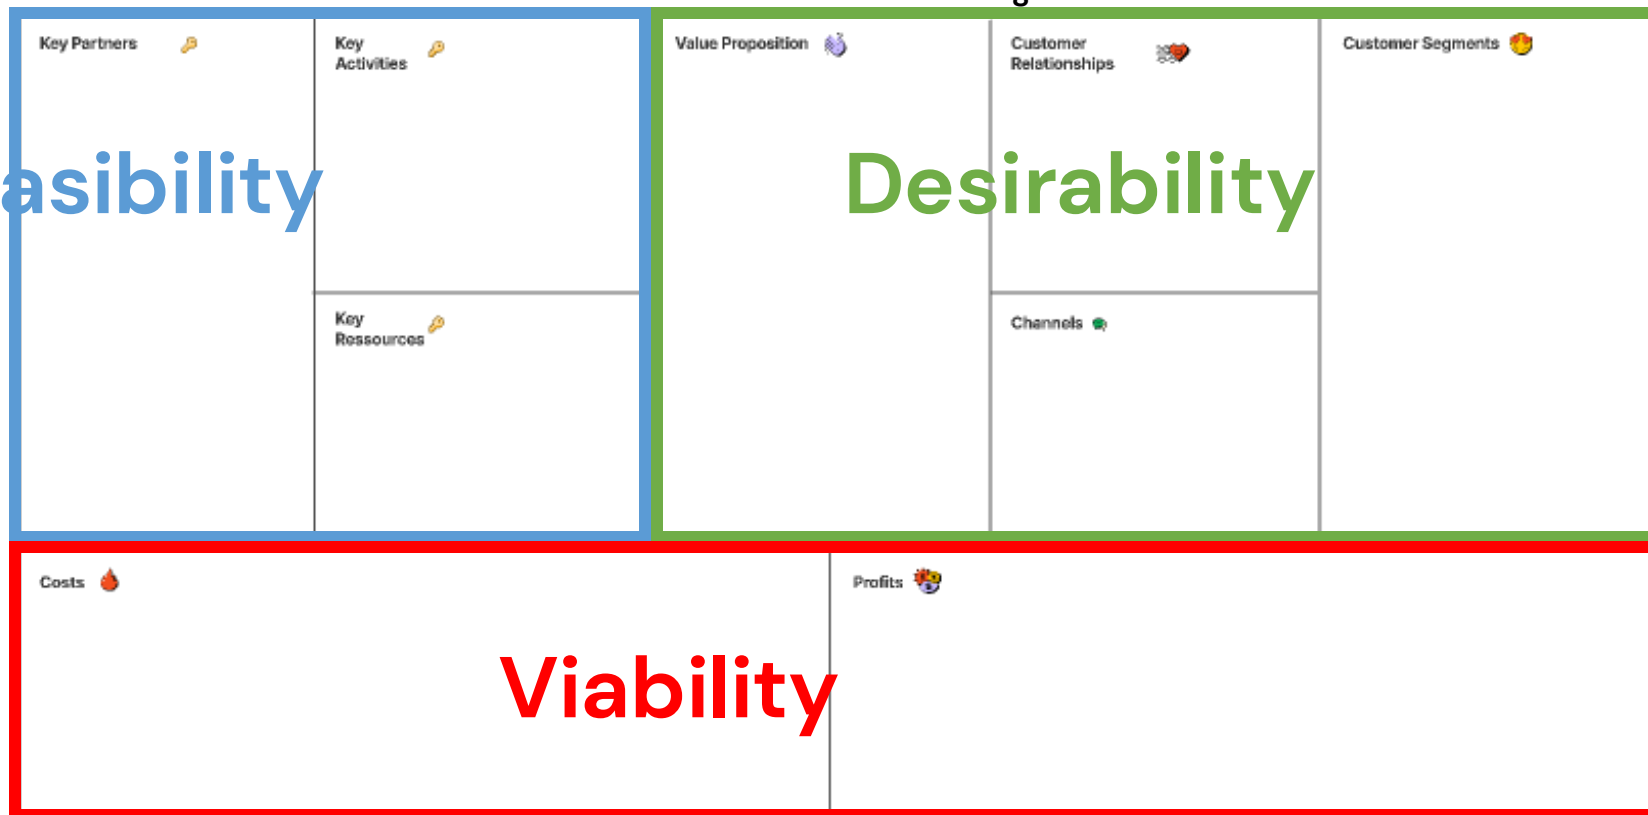 Key Partners
Key
Activities
Key
Ressources
asibility
Value Proposition
Customer
Relationships
Channels
Customer Segments
Desirability
Costs
Profits
Viability